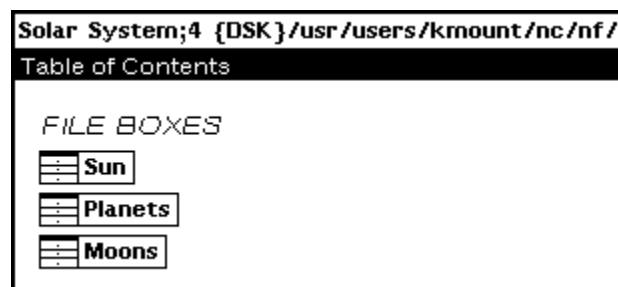 Solar System;4 {DSK}/usr/users/kmount/nc/nf/
Table of Contents
FILE BOXES
Sun
Planets
Moons